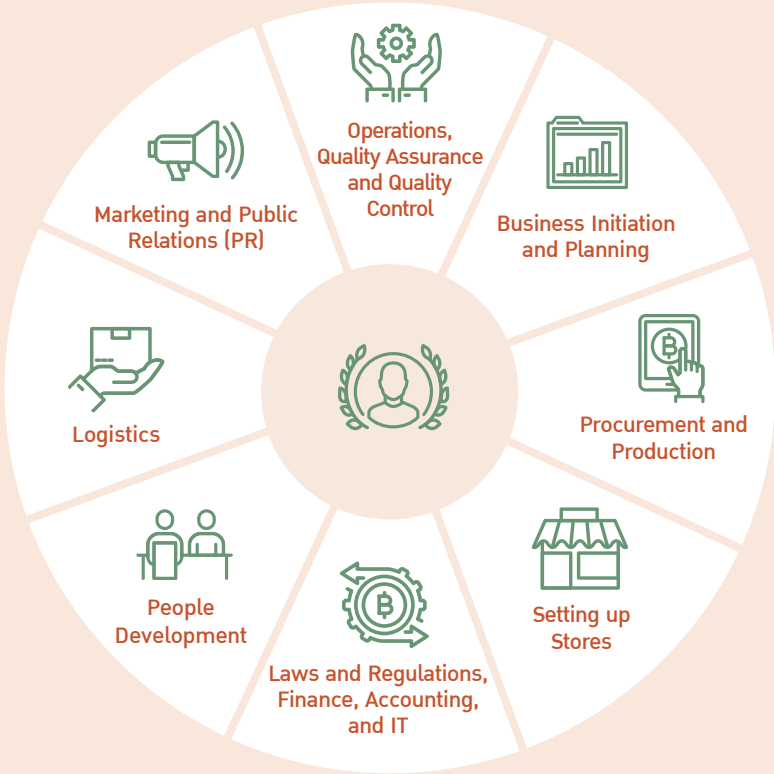 Operations,
Quality Assurance
and Quality
Control
Business Initiation
and Planning
Procurement and
Production
Setting up
Stores
Laws and Regulations,
Finance, Accounting,
and IT
People
Development
Logistics
Marketing and Public
Relations (PR)